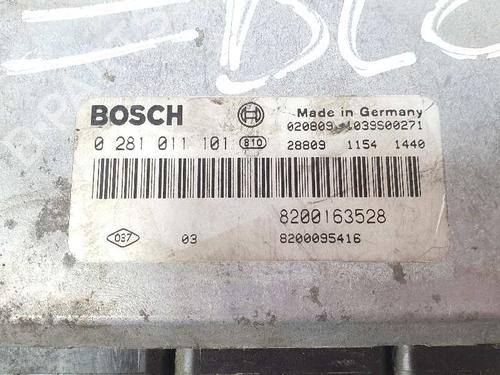 BOSCH
Made in Germany
020809 1039S00271
0 281 011 101 810 28809 1154 1440
8200163528
037 03 8200095416